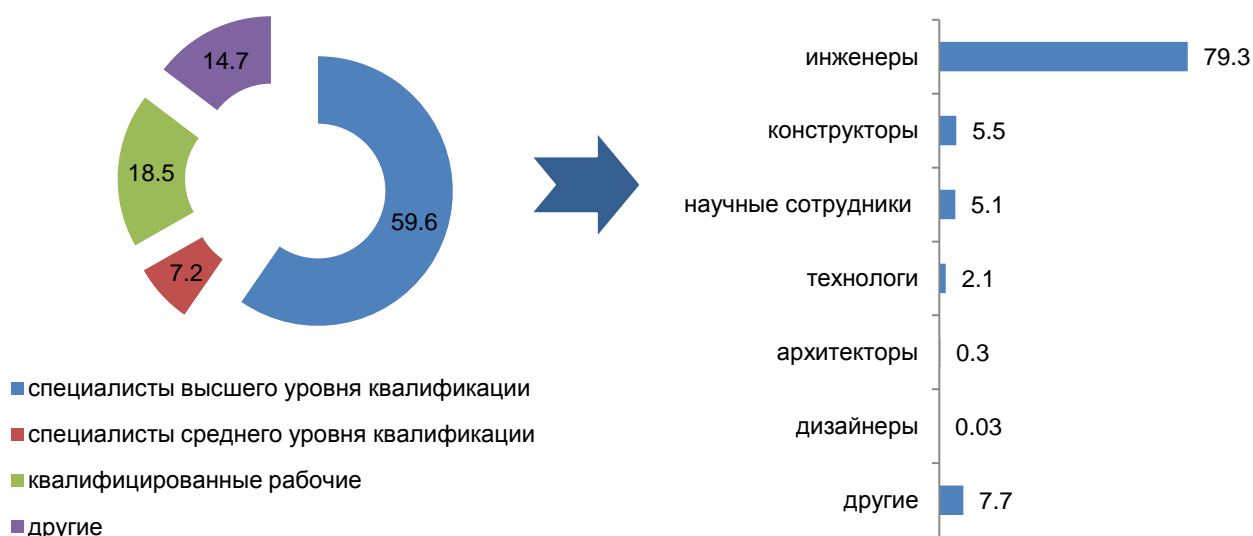 14.7
18.5
7.2
59.6
специалисты высшего уровня квалификации
специалисты среднего уровня квалификации
квалифицированные рабочие
другие
инженеры 79.3
конструкторы 5.5
научные сотрудники 5.1
технологи 2.1
архитекторы 0.3
дизайнеры 0.03
другие 7.7